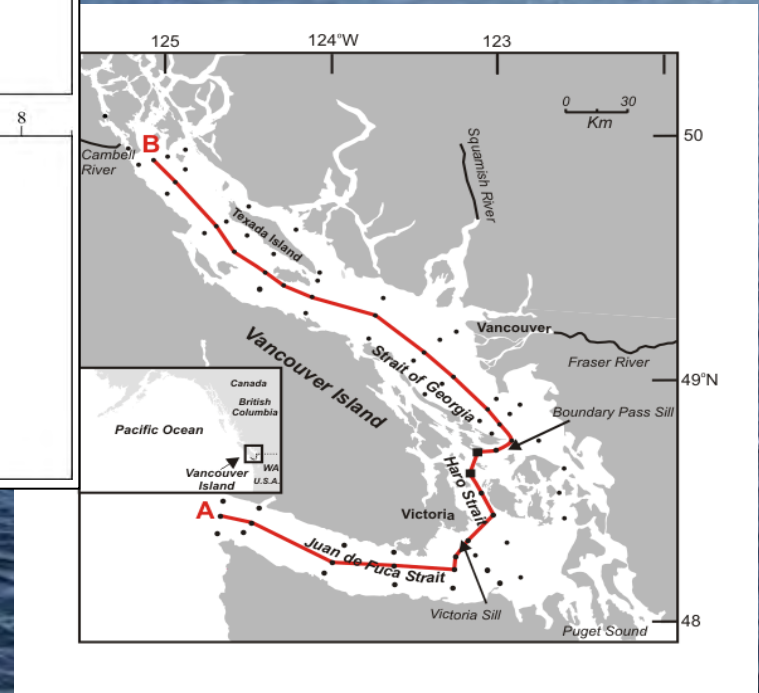 8
125
124°W
123
0 30
Km
50
B
Cambell
River
Squamish River
Texada Island
Vancouver
Fraser River
Vancouver Island
Strait of Georgia
49°N
Boundary Pass Sill
Canada
British
Columbia
Pacific Ocean
Vancouver
Island
WA
U.S.A.
Haro Strait
A
Victoria
Juan de Fuca Strait
Victoria Sill
Puget Sound
48